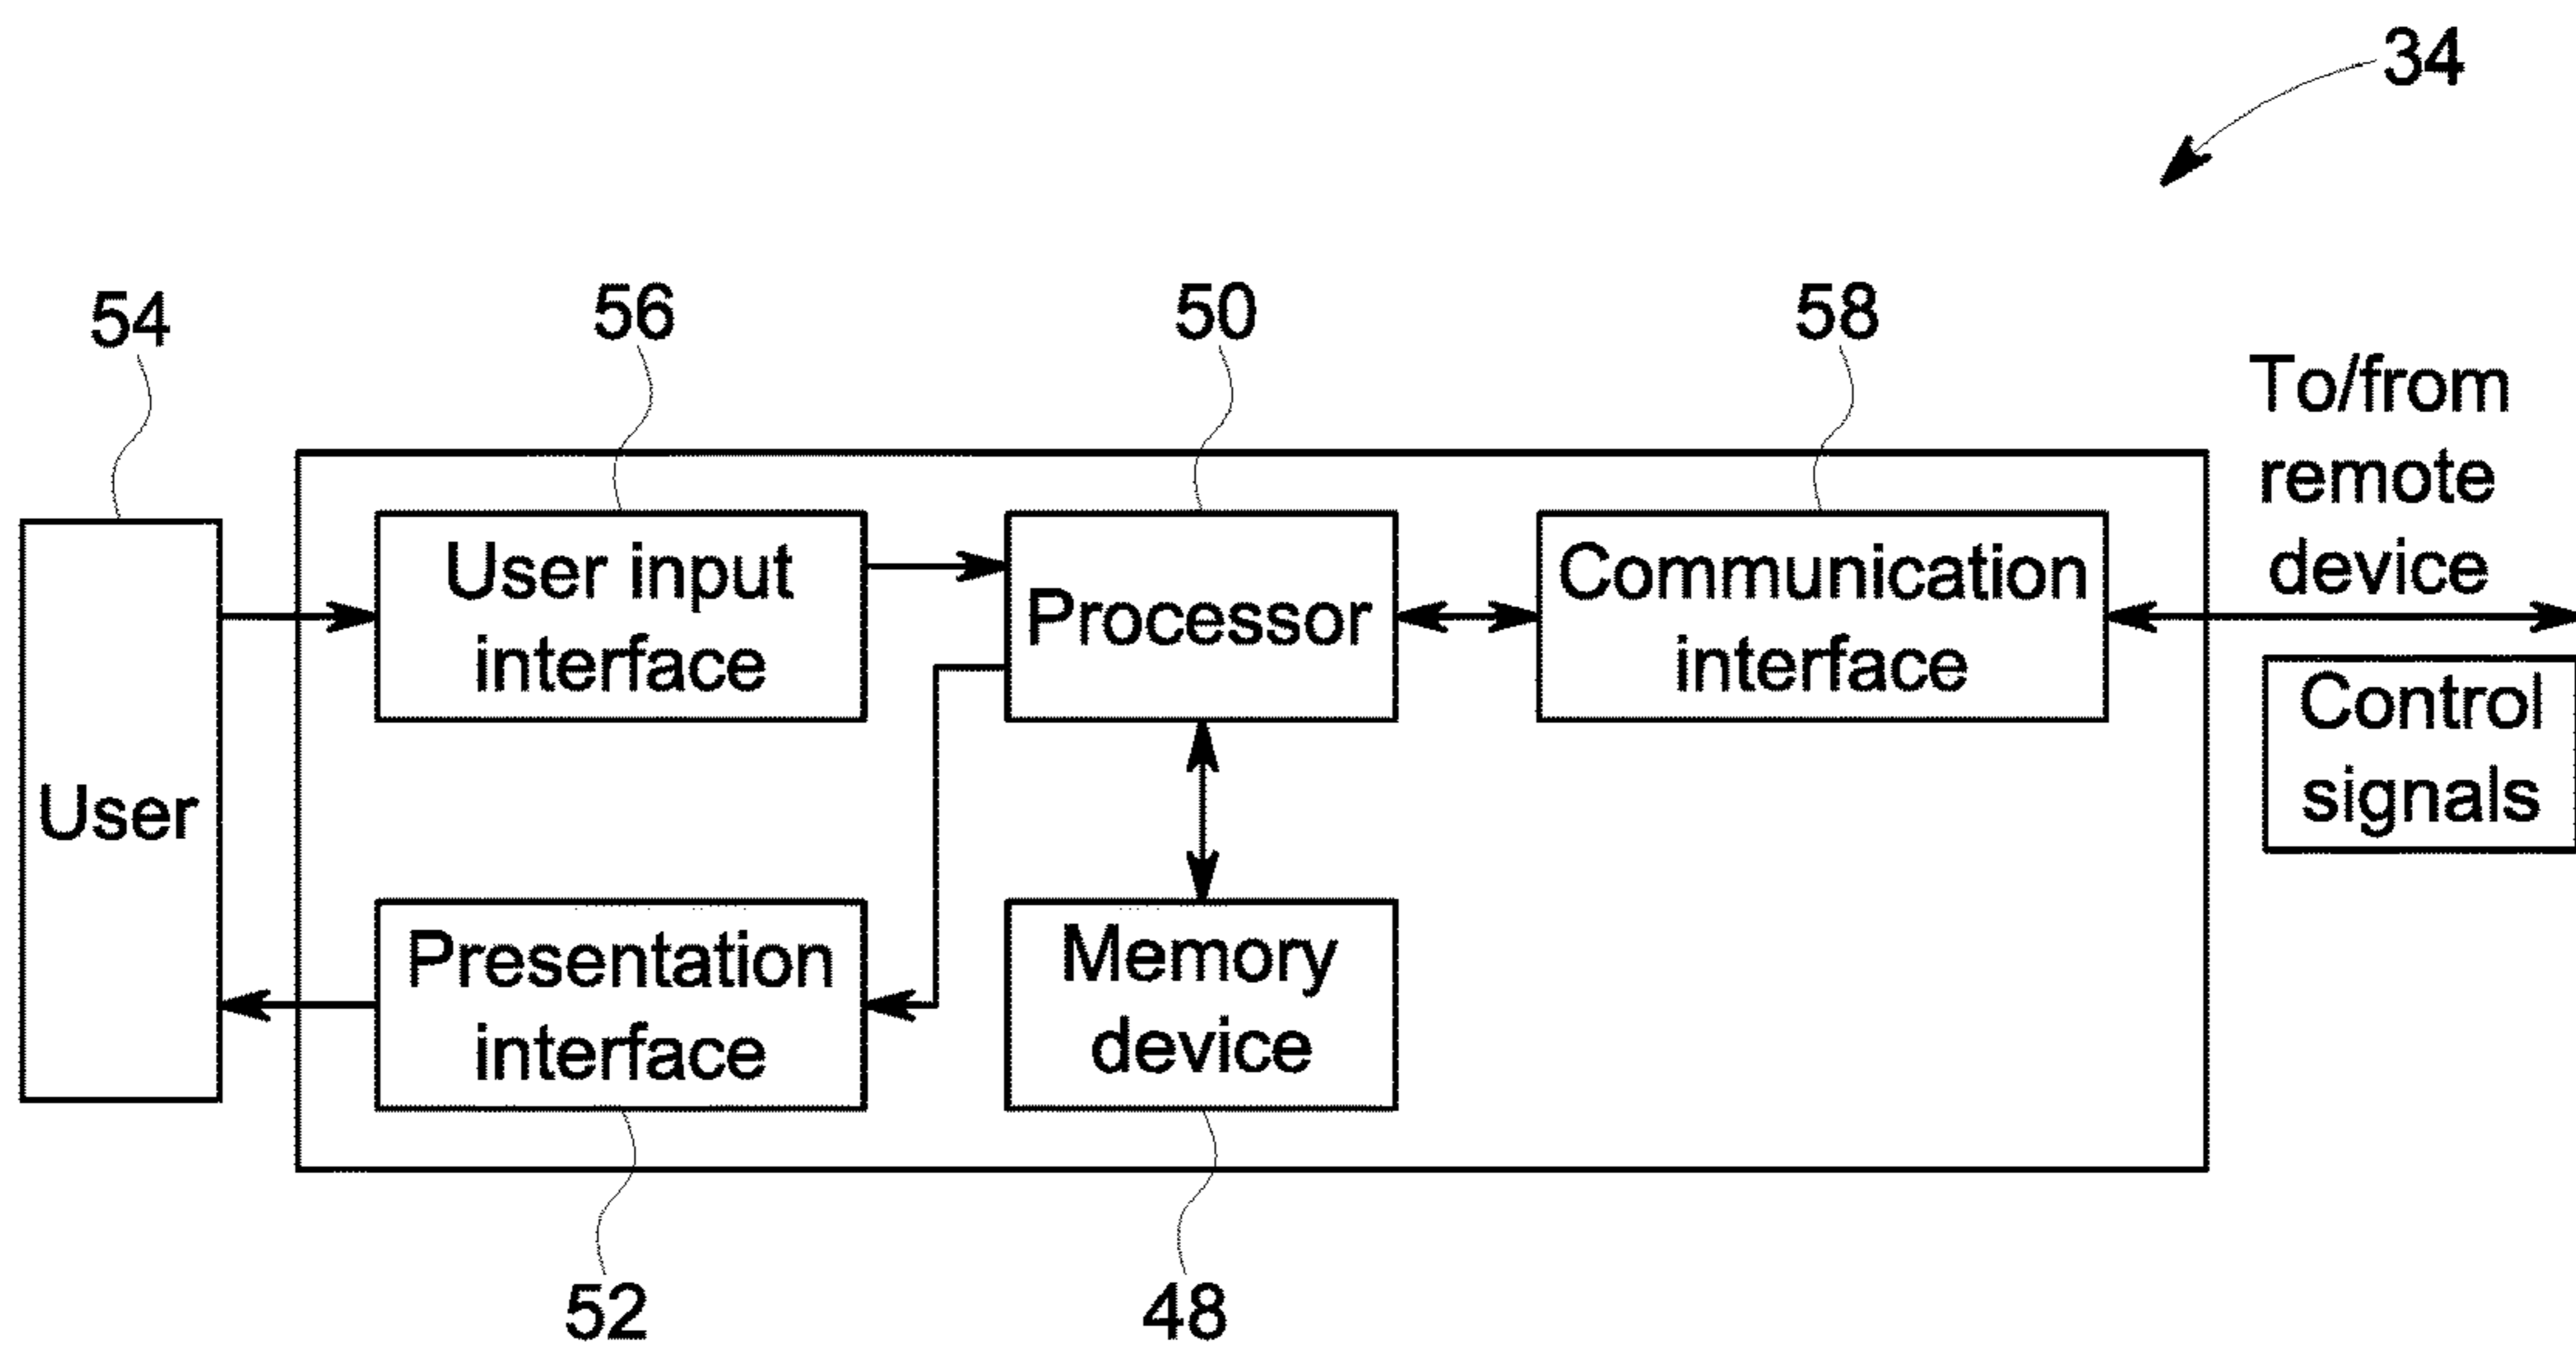 34
54
56
50
58
To/from
remote
device
User input
interface
Processor
Communication
interface
Control
signals
User
Presentation
interface
Memory
device
52
48